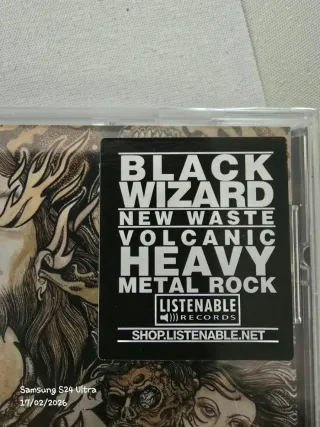 BLACK
WIZARD
NEW WASTE
VOLCANIC
HEAVY
METAL ROCK
LISTENABLE
RECORDS
SHOP.LISTENABLE.NET
Samsung S24 Ultra
17/02/2026